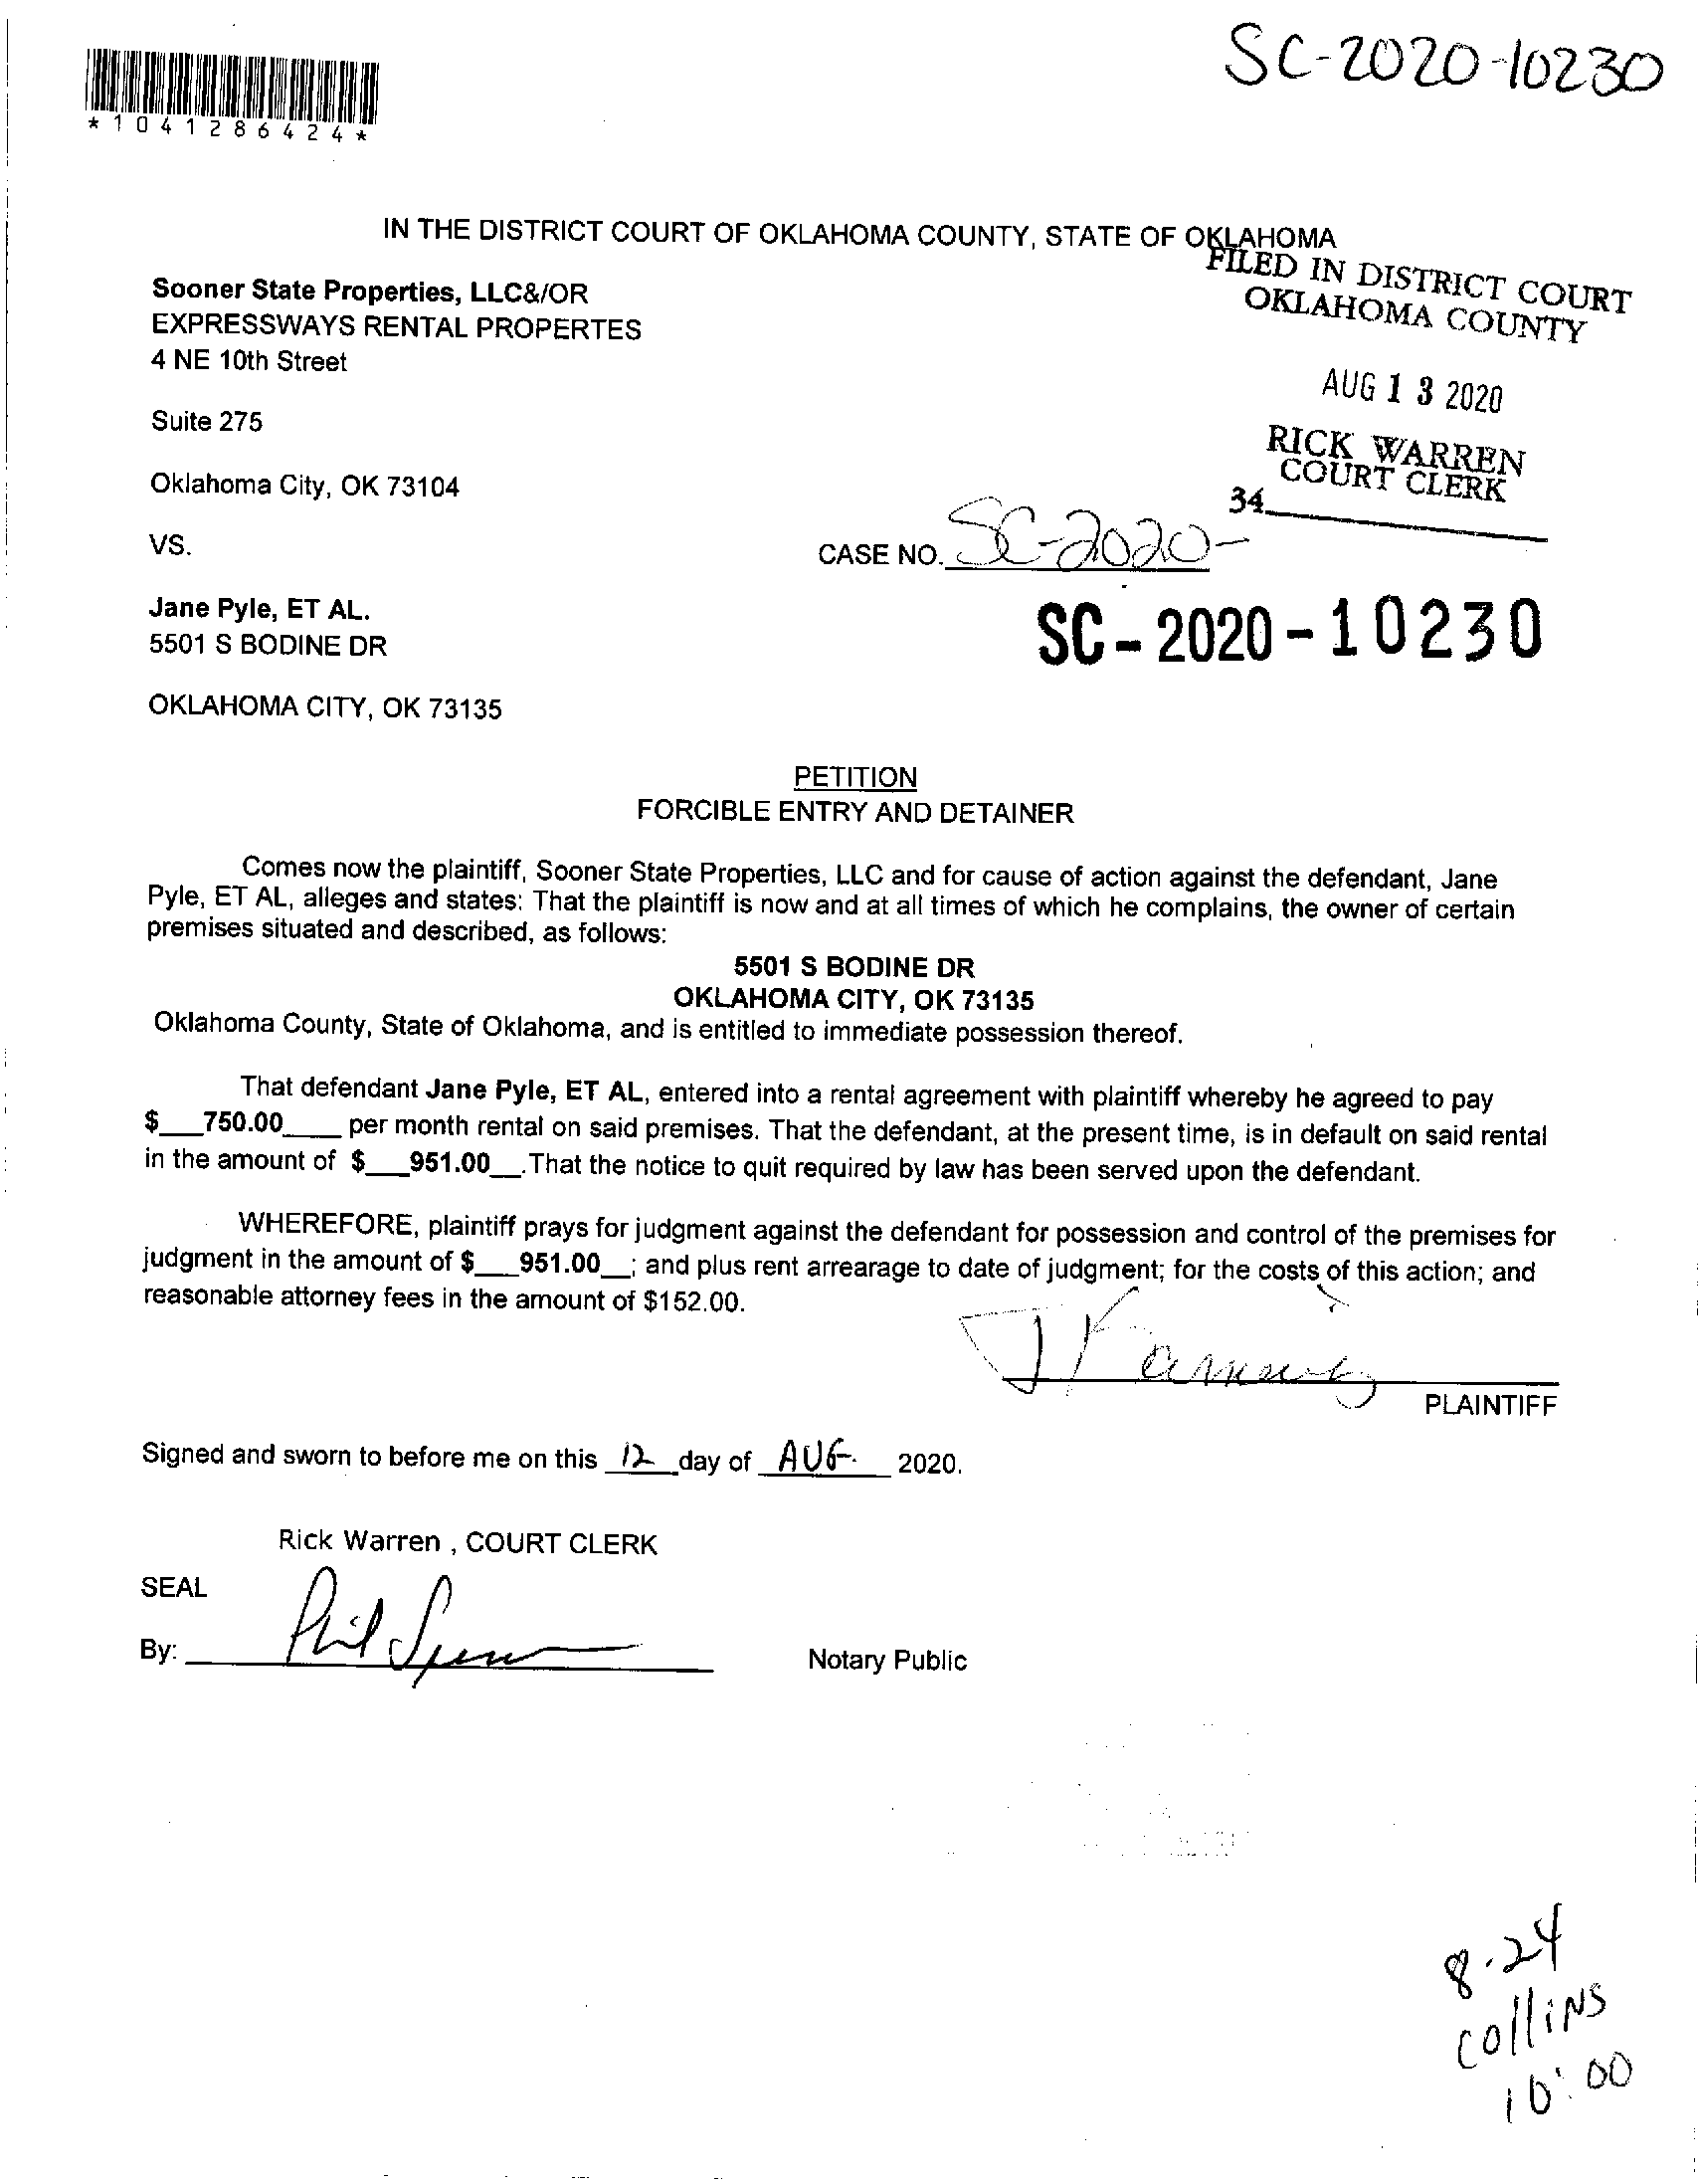 SC-2020-10230
*1041286424*
IN THE DISTRICT COURT OF OKLAHOMA COUNTY, STATE OF OKLAHOMA
FILED IN DISTRICT COURT
OKLAHOMA COUNTY
AUG 13 2020
RICK WARREN
COURT CLERK
34
Sooner State Properties, LLC&/OR
EXPRESSWAYS RENTAL PROPERTES
4 NE 10th Street
Suite 275
Oklahoma City, OK 73104
VS.
CASE NO. SC-2020-
SC-2020-10230
Jane Pyle, ET AL.
5501 S BODINE DR
OKLAHOMA CITY, OK 73135
PETITION
FORCIBLE ENTRY AND DETAINER
Comes now the plaintiff, Sooner State Properties, LLC and for cause of action against the defendant, Jane
Pyle, ET AL, alleges and states: That the plaintiff is now and at all times of which he complains, the owner of certain
premises situated and described, as follows:
5501 S BODINE DR
OKLAHOMA CITY, OK 73135
Oklahoma County, State of Oklahoma, and is entitled to immediate possession thereof.
That defendant Jane Pyle, ET AL, entered into a rental agreement with plaintiff whereby he agreed to pay
$___750.00____ per month rental on said premises. That the defendant, at the present time, is in default on said rental
in the amount of $___951.00__.That the notice to quit required by law has been served upon the defendant.
WHEREFORE, plaintiff prays for judgment against the defendant for possession and control of the premises for
judgment in the amount of $___951.00__; and plus rent arrearage to date of judgment; for the costs of this action; and
reasonable attorney fees in the amount of $152.00.
PLAINTIFF
Signed and sworn to before me on this 12 day of AUG. 2020.
Rick Warren , COURT CLERK
SEAL
By: Phil
Notary Public
8.24
collins
10:00